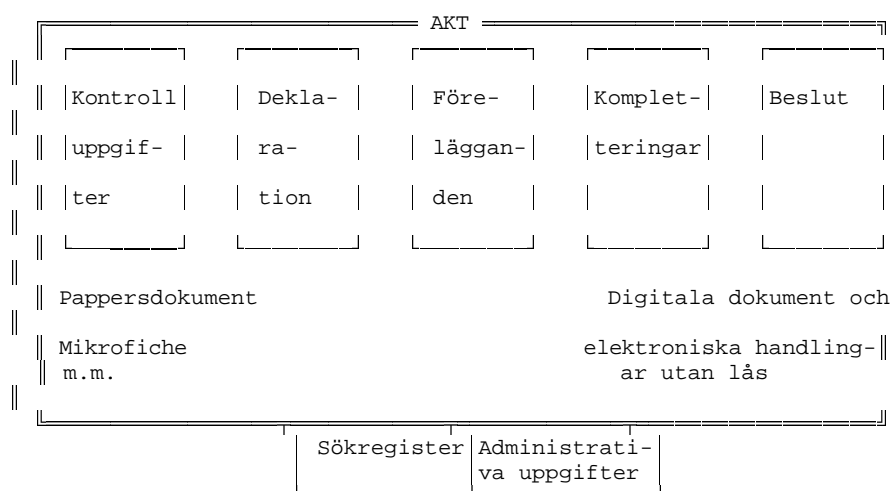 AKT
Kontroll Dekla- Före- Komplet- Beslut
uppgif- ra- läggan- teringar
ter tion den
Pappersdokument Digitala dokument och
Mikrofiche elektroniska handling-
m.m. ar utan lås
Sökregister Administrati-
va uppgifter